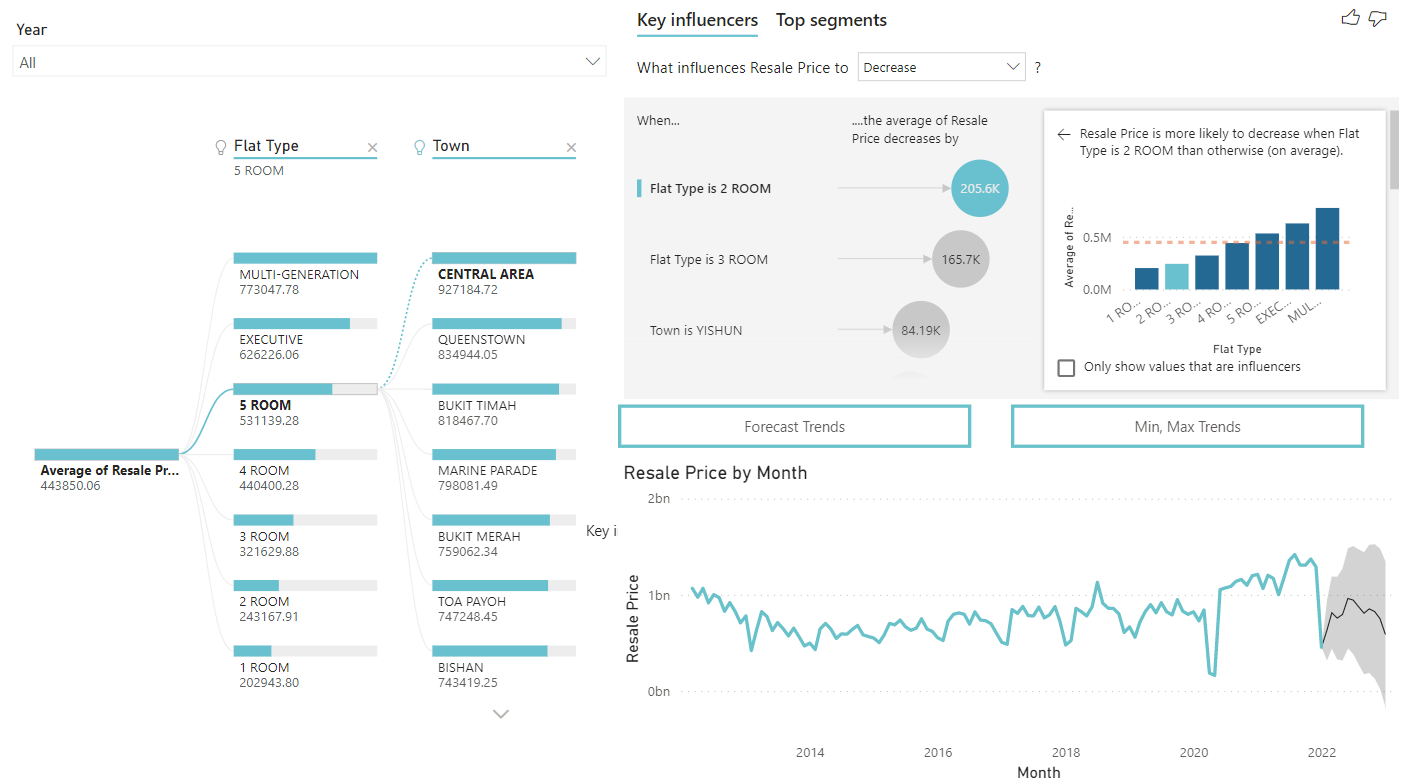 Year
All
Flat Type
5 ROOM
Town
Average of Resale Pr...
443850.06
MULTI-GENERATION
773047.78
EXECUTIVE
626226.06
5 ROOM
531139.28
4 ROOM
440400.28
3 ROOM
321629.88
2 ROOM
243167.91
1 ROOM
202943.80
CENTRAL AREA
927184.72
QUEENSTOWN
834944.05
BUKIT TIMAH
818467.70
MARINE PARADE
798081.49
BUKIT MERAH
759062.34
TOA PAYOH
747248.45
BISHAN
743419.25
Key i
Key influencers Top segments
What influences Resale Price to Decrease ?
When...
....the average of Resale
Price decreases by
Flat Type is 2 ROOM 205.6K
Flat Type is 3 ROOM 165.7K
Town is YISHUN 84.19K
Resale Price is more likely to decrease when Flat
Type is 2 ROOM than otherwise (on average).
Average of Re...
0.5M
0.0M
1 RO...
2 RO...
3 RO...
4 RO...
5 RO...
EXEC...
MUL...
Flat Type
Only show values that are influencers
Forecast Trends
Min, Max Trends
Resale Price by Month
Resale Price
2bn
1bn
0bn
2014 2016 2018 2020 2022
Month